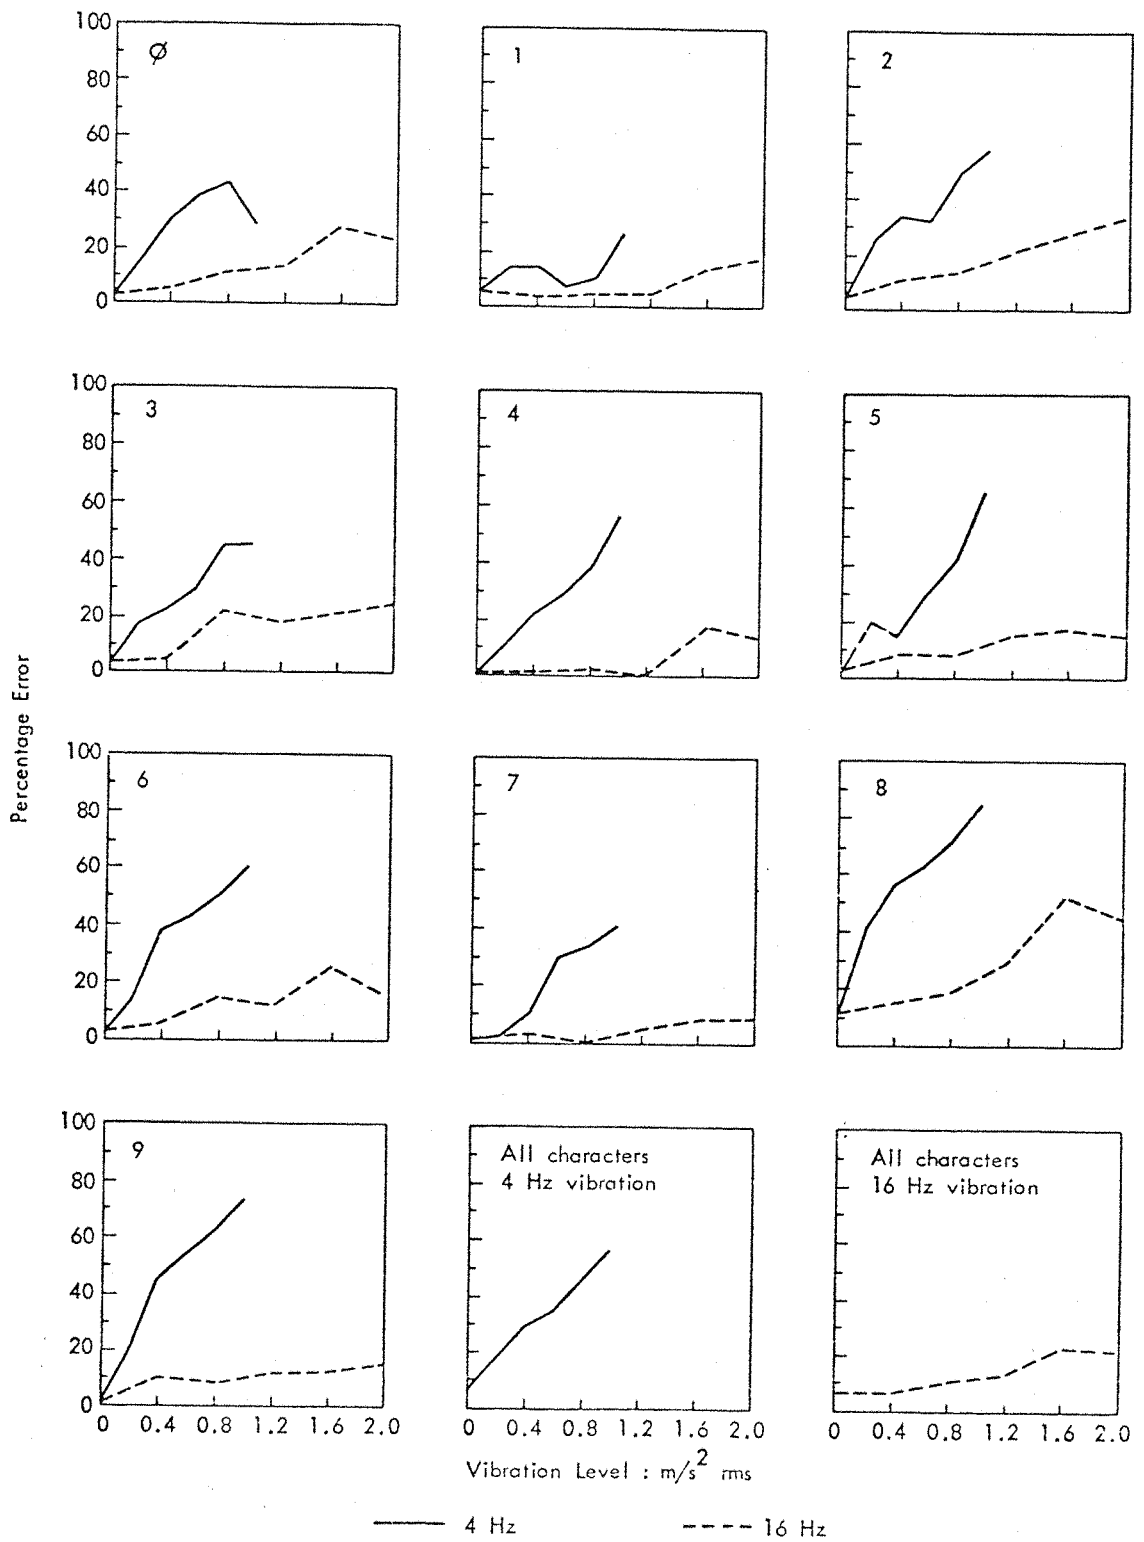 100
80
60
40
20
0
Ø
1
2
100
80
60
40
20
0
3
4
5
Percentage Error
100
80
60
40
20
0
6
7
8
100
80
60
40
20
0
9
All characters
4 Hz vibration
All characters
16 Hz vibration
0 0.4 0.8 1.2 1.6 2.0
0 0.4 0.8 1.2 1.6 2.0
0 0.4 0.8 1.2 1.6 2.0
Vibration Level : m/s² rms
4 Hz
16 Hz